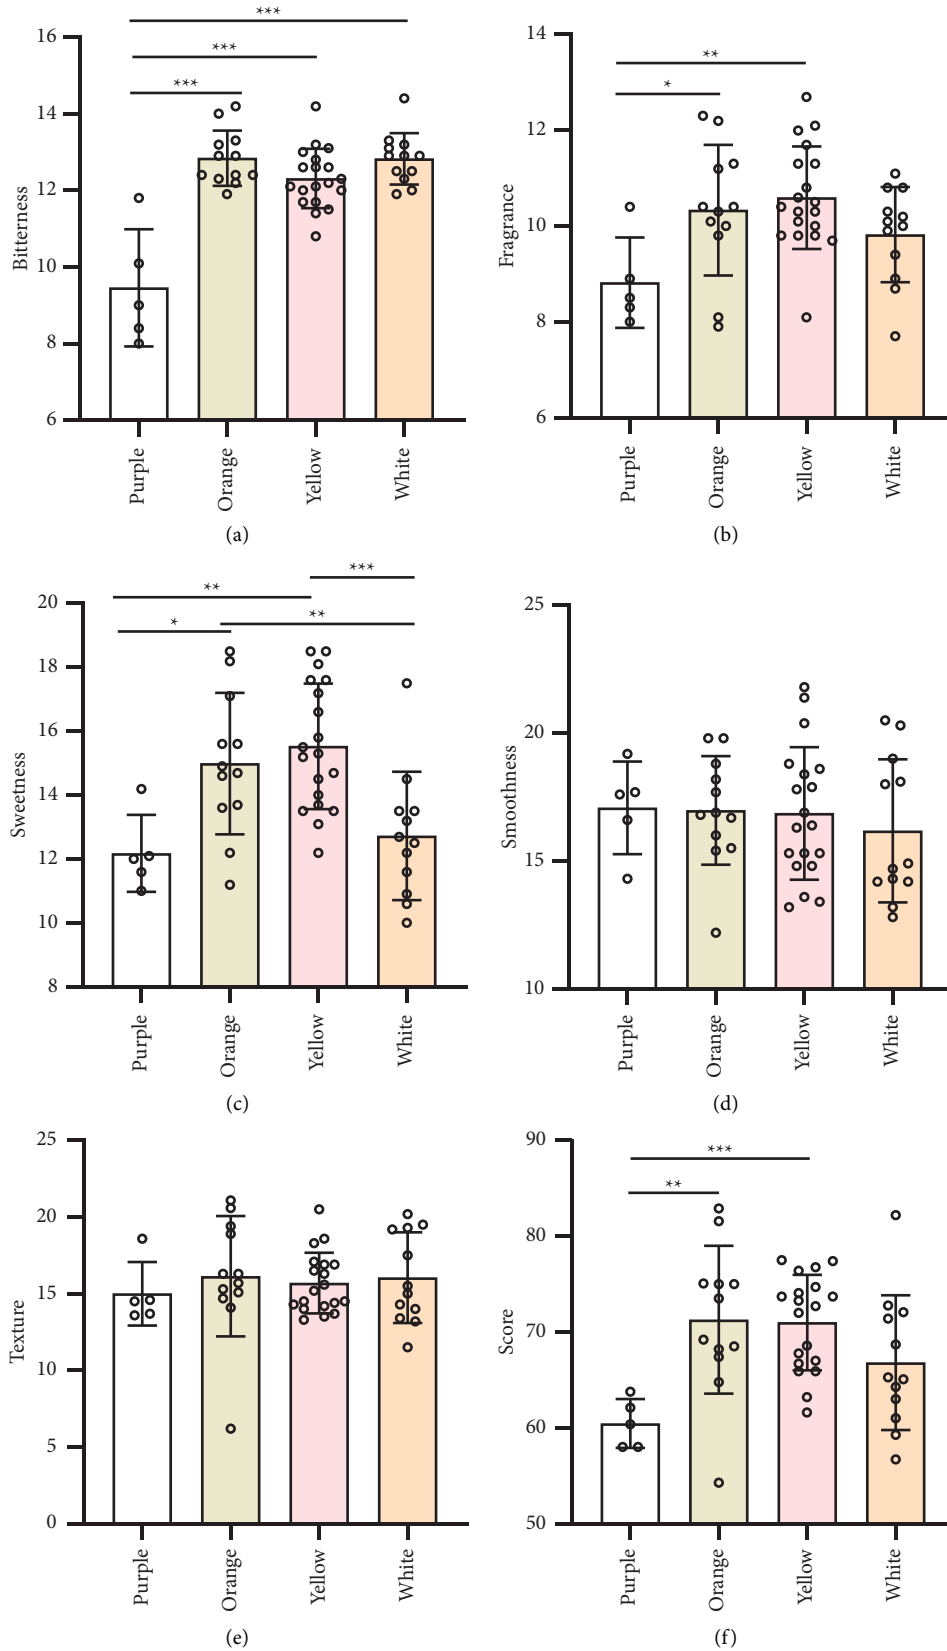 ***
***
***
16
14
12
10
8
6
Bitterness
Purple
Orange
Yellow
White
(a)
**
*
14
12
10
8
6
Fragrance
Purple
Orange
Yellow
White
(b)
***
**
**
*
20
18
16
14
12
10
8
Sweetness
Purple
Orange
Yellow
White
(c)
25
20
15
10
Smoothness
Purple
Orange
Yellow
White
(d)
25
20
15
10
5
0
Texture
Purple
Orange
Yellow
White
(e)
***
**
90
80
70
60
50
Score
Purple
Orange
Yellow
White
(f)